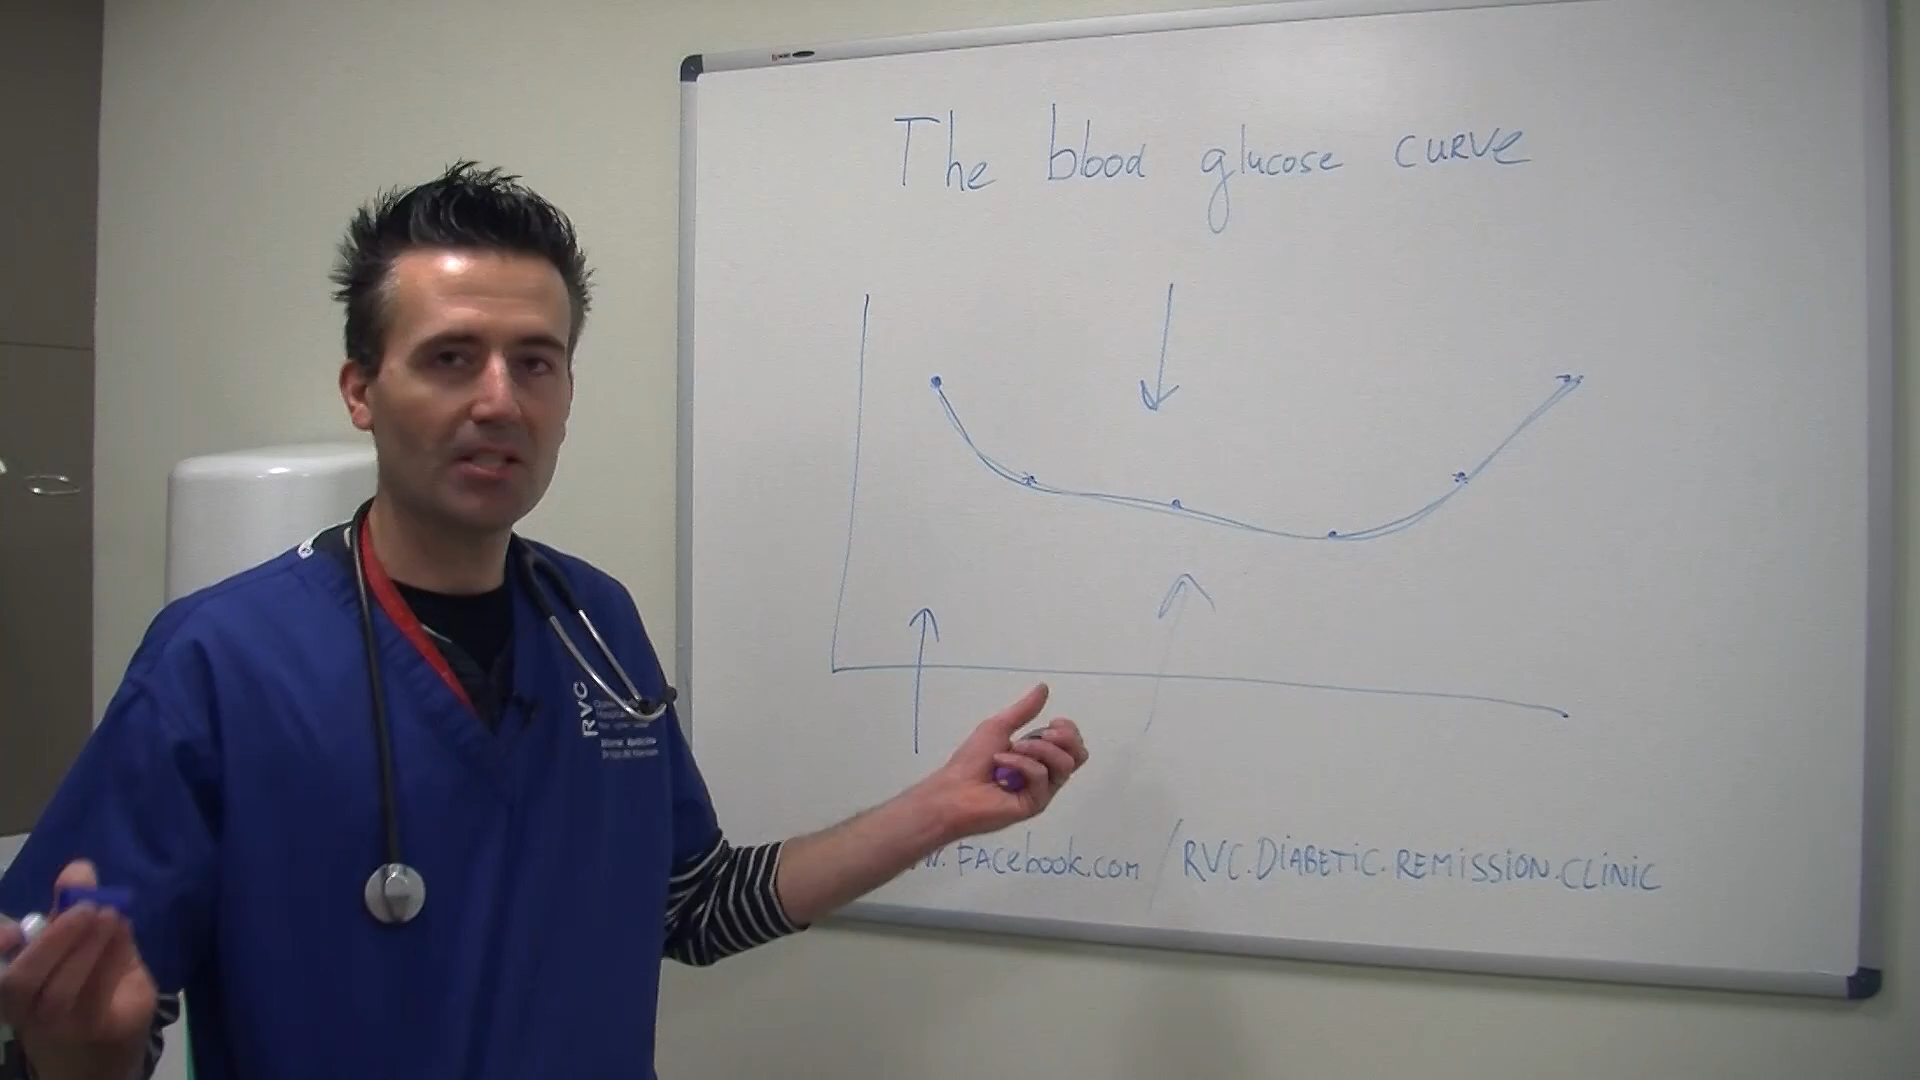 The blood glucose curve
FACebook.com / RVC.DiABETiC.REMISSION.CLiNiC
RVC